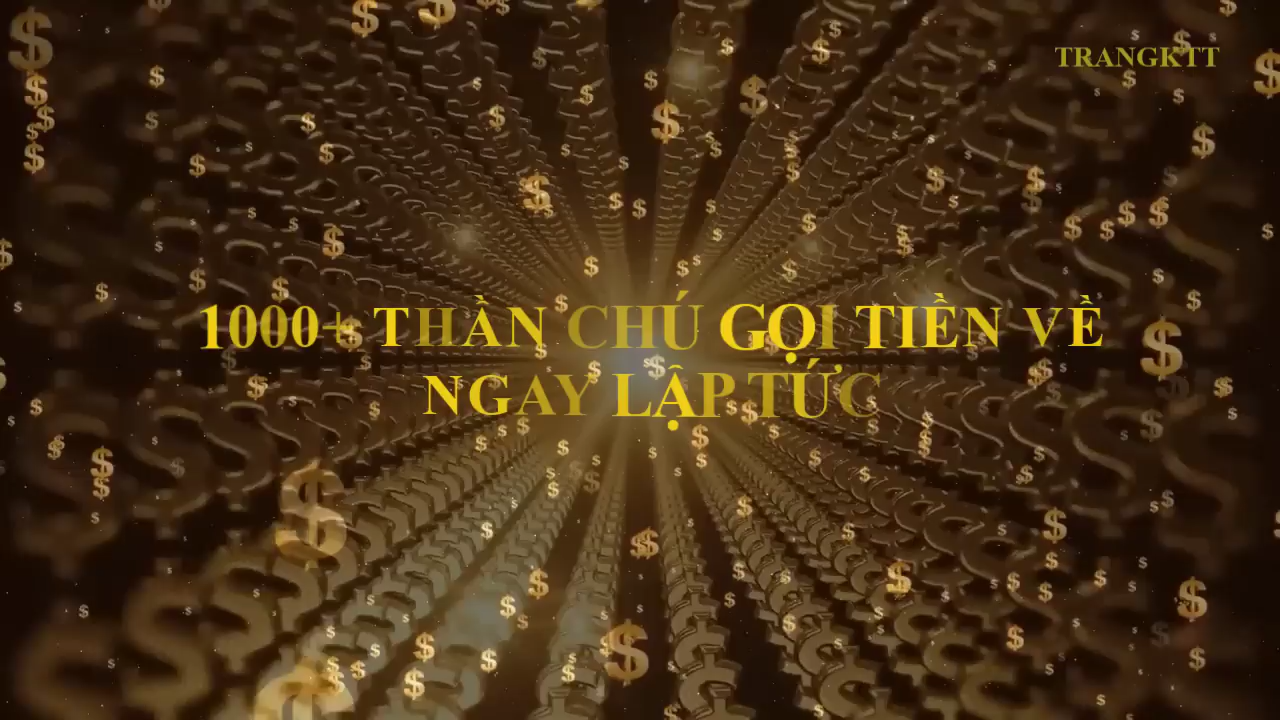 TRANGKTT
1000+ THẦN CHÚ GỌI TIỀN VỀ
NGAY LẬP TỨC